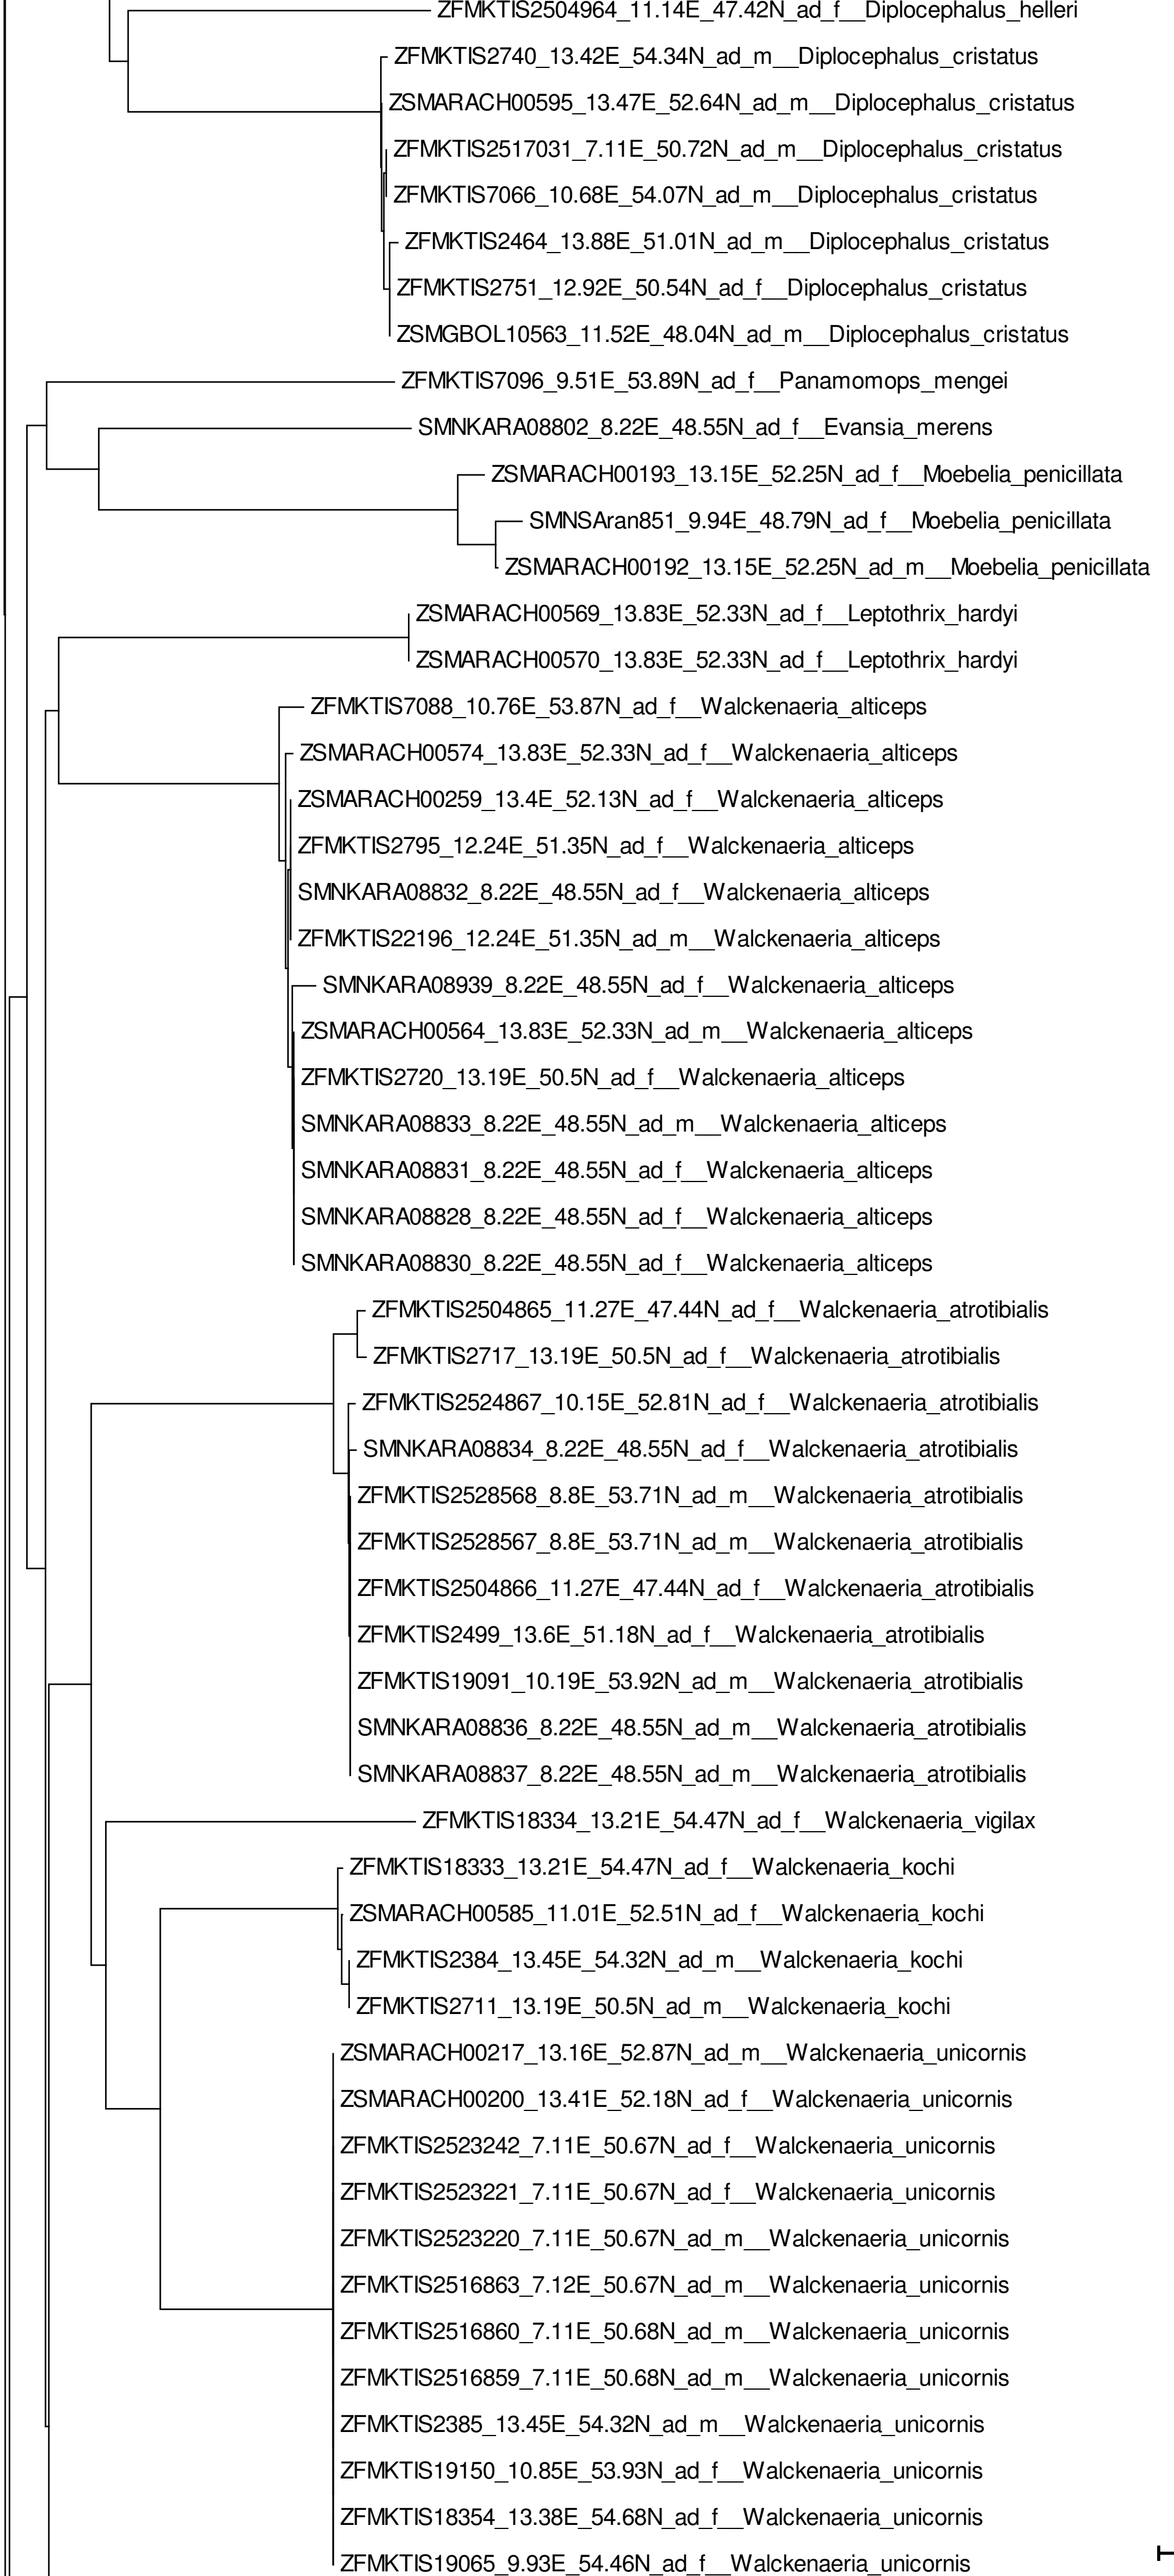 ZFMKTIS2504964_11.14E_47.42N_ad_f__Diplocephalus_helleri
ZFMKTIS2740_13.42E_54.34N_ad_m__Diplocephalus_cristatus
ZSMARACH00595_13.47E_52.64N_ad_m__Diplocephalus_cristatus
ZFMKTIS2517031_7.11E_50.72N_ad_m__Diplocephalus_cristatus
ZFMKTIS7066_10.68E_54.07N_ad_m__Diplocephalus_cristatus
ZFMKTIS2464_13.88E_51.01N_ad_m__Diplocephalus_cristatus
ZFMKTIS2751_12.92E_50.54N_ad_f__Diplocephalus_cristatus
ZSMGBOL10563_11.52E_48.04N_ad_m__Diplocephalus_cristatus
ZFMKTIS7096_9.51E_53.89N_ad_f__Panamomops_mengei
SMNKARA08802_8.22E_48.55N_ad_f__Evansia_merens
ZSMARACH00193_13.15E_52.25N_ad_f__Moebelia_penicillata
SMNSAran851_9.94E_48.79N_ad_f__Moebelia_penicillata
ZSMARACH00192_13.15E_52.25N_ad_m__Moebelia_penicillata
ZSMARACH00569_13.83E_52.33N_ad_f__Leptothrix_hardyi
ZSMARACH00570_13.83E_52.33N_ad_f__Leptothrix_hardyi
ZFMKTIS7088_10.76E_53.87N_ad_f__Walckenaeria_alticeps
ZSMARACH00574_13.83E_52.33N_ad_f__Walckenaeria_alticeps
ZSMARACH00259_13.4E_52.13N_ad_f__Walckenaeria_alticeps
ZFMKTIS2795_12.24E_51.35N_ad_f__Walckenaeria_alticeps
SMNKARA08832_8.22E_48.55N_ad_f__Walckenaeria_alticeps
ZFMKTIS22196_12.24E_51.35N_ad_m__Walckenaeria_alticeps
SMNKARA08939_8.22E_48.55N_ad_f__Walckenaeria_alticeps
ZSMARACH00564_13.83E_52.33N_ad_m__Walckenaeria_alticeps
ZFMKTIS2720_13.19E_50.5N_ad_f__Walckenaeria_alticeps
SMNKARA08833_8.22E_48.55N_ad_m__Walckenaeria_alticeps
SMNKARA08831_8.22E_48.55N_ad_f__Walckenaeria_alticeps
SMNKARA08828_8.22E_48.55N_ad_f__Walckenaeria_alticeps
SMNKARA08830_8.22E_48.55N_ad_f__Walckenaeria_alticeps
ZFMKTIS2504865_11.27E_47.44N_ad_f__Walckenaeria_atrotibialis
ZFMKTIS2717_13.19E_50.5N_ad_f__Walckenaeria_atrotibialis
ZFMKTIS2524867_10.15E_52.81N_ad_f__Walckenaeria_atrotibialis
SMNKARA08834_8.22E_48.55N_ad_f__Walckenaeria_atrotibialis
ZFMKTIS2528568_8.8E_53.71N_ad_m__Walckenaeria_atrotibialis
ZFMKTIS2528567_8.8E_53.71N_ad_m__Walckenaeria_atrotibialis
ZFMKTIS2504866_11.27E_47.44N_ad_f__Walckenaeria_atrotibialis
ZFMKTIS2499_13.6E_51.18N_ad_f__Walckenaeria_atrotibialis
ZFMKTIS19091_10.19E_53.92N_ad_m__Walckenaeria_atrotibialis
SMNKARA08836_8.22E_48.55N_ad_m__Walckenaeria_atrotibialis
SMNKARA08837_8.22E_48.55N_ad_m__Walckenaeria_atrotibialis
ZFMKTIS18334_13.21E_54.47N_ad_f__Walckenaeria_vigilax
ZFMKTIS18333_13.21E_54.47N_ad_f__Walckenaeria_kochi
ZSMARACH00585_11.01E_52.51N_ad_f__Walckenaeria_kochi
ZFMKTIS2384_13.45E_54.32N_ad_m__Walckenaeria_kochi
ZFMKTIS2711_13.19E_50.5N_ad_m__Walckenaeria_kochi
ZSMARACH00217_13.16E_52.87N_ad_m__Walckenaeria_unicornis
ZSMARACH00200_13.41E_52.18N_ad_f__Walckenaeria_unicornis
ZFMKTIS2523242_7.11E_50.67N_ad_f__Walckenaeria_unicornis
ZFMKTIS2523221_7.11E_50.67N_ad_f__Walckenaeria_unicornis
ZFMKTIS2523220_7.11E_50.67N_ad_m__Walckenaeria_unicornis
ZFMKTIS2516863_7.12E_50.67N_ad_m__Walckenaeria_unicornis
ZFMKTIS2516860_7.11E_50.68N_ad_m__Walckenaeria_unicornis
ZFMKTIS2516859_7.11E_50.68N_ad_m__Walckenaeria_unicornis
ZFMKTIS2385_13.45E_54.32N_ad_m__Walckenaeria_unicornis
ZFMKTIS19150_10.85E_53.93N_ad_f__Walckenaeria_unicornis
ZFMKTIS18354_13.38E_54.68N_ad_f__Walckenaeria_unicornis
ZFMKTIS19065_9.93E_54.46N_ad_f__Walckenaeria_unicornis